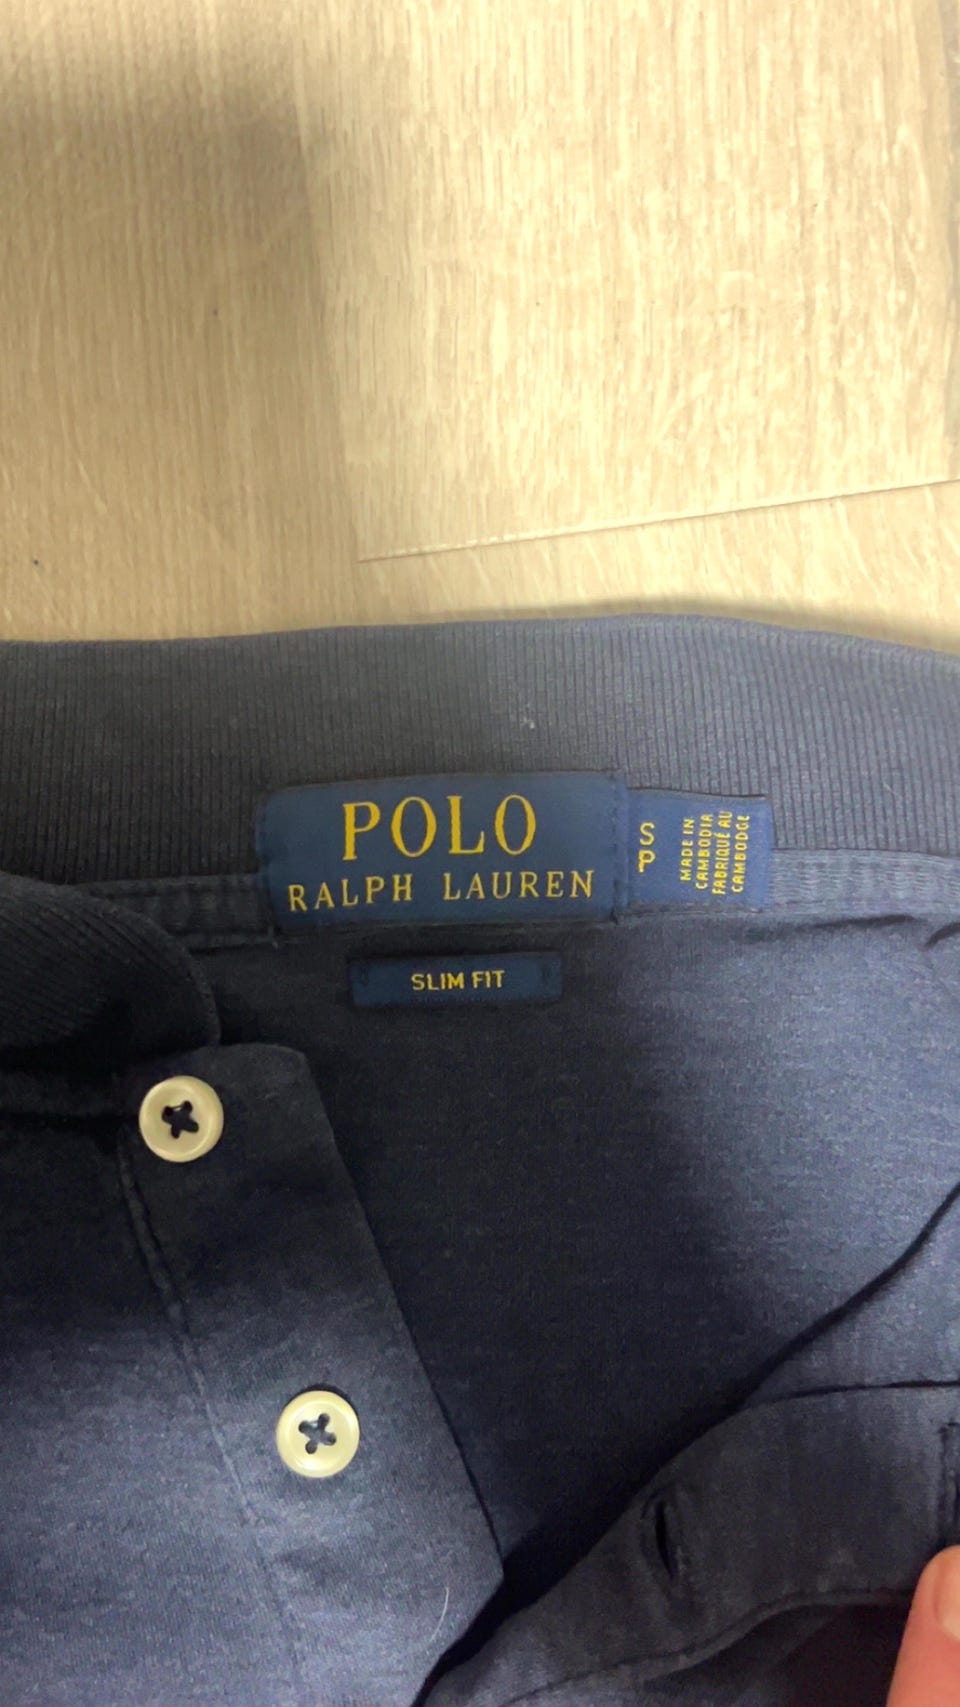 POLO
RALPH LAUREN
S
P.
MADE IN
CAMBODIA
FABRIQUÉ AU
CAMBODGE
SLIM FIT